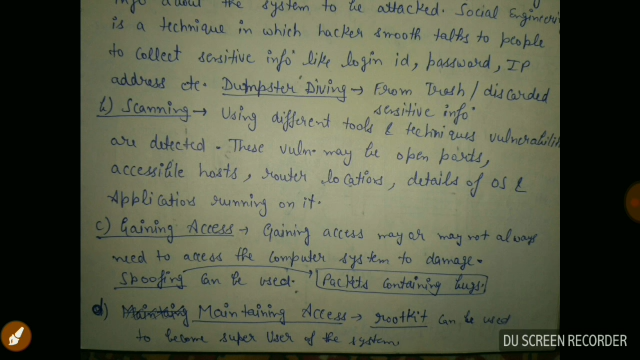 info about the system to be attacked. Social Engineeri
is a technique in which hacker smooth talks to people
to collect sensitive info like login id, password, IP
address etc. Dumpster Diving → From Trash / discarded
sensitive info.
b) Scanning → Using different tools & techniques vulnerabiliti
are detected. These vuln. may be open ports,
accessible hosts, router locations, details of OS &
Applications running on it.
c) Gaining Access → Gaining access may or may not always
need to access the computer system to damage.
Spoofing can be used. Packets containing bugs.
d) Maintaining Maintaining Access → rootkit can be used
to become super User of the system
DU SCREEN RECORDER